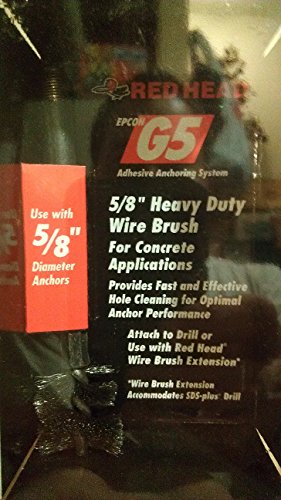 RED HEAD
EPCON
G5
Adhesive Anchoring System
Use with
5/8"
Diameter
Anchors
5/8" Heavy Duty
Wire Brush
For Concrete
Applications
Provides Fast and Effective
Hole Cleaning for Optimal
Anchor Performance
Attach to Drill or
Use with Red Head*
Wire Brush Extension*
*Wire Brush Extension
Accommodates SDS-plus* Drill